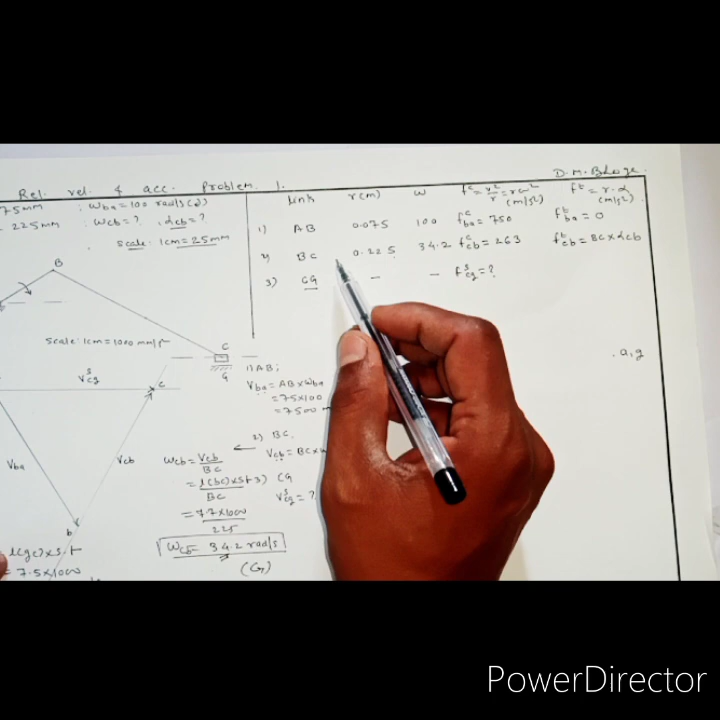 D.M.Bhoge.
Rel. vel. & acc. Problem 1.
75mm ; ωba = 100 rad/s (↻)
225mm ; ωcb = ? , αcb = ?
scale: 1cm = 25mm
Link r(m) ω f^c = v²/r = rω² (m/s²) f^t = r.α (m/s²)
1) AB 0.075 100 f^c_ba = 750 f^t_ba = 0
2) BC 0.225 34.2 f^c_cb = 263 f^t_cb = BC×αcb
3) CG – – f^s_cg = ?
B
C
G
scale: 1cm = 1000 mm/s
V^s_cg
c
Vba
Vcb
b
l(gc)×s.f
= 7.5×1000
1) AB;
Vba = AB×ωba
= 75×100
= 7500
2) BC.
Vcb = BC×
3) CG
V^s_cg = ?
ωcb = Vcb/BC
= l(bc)×s.f/BC
= 7.7×1000/225
ωcb = 34.2 rad/s
.a,g
PowerDirector